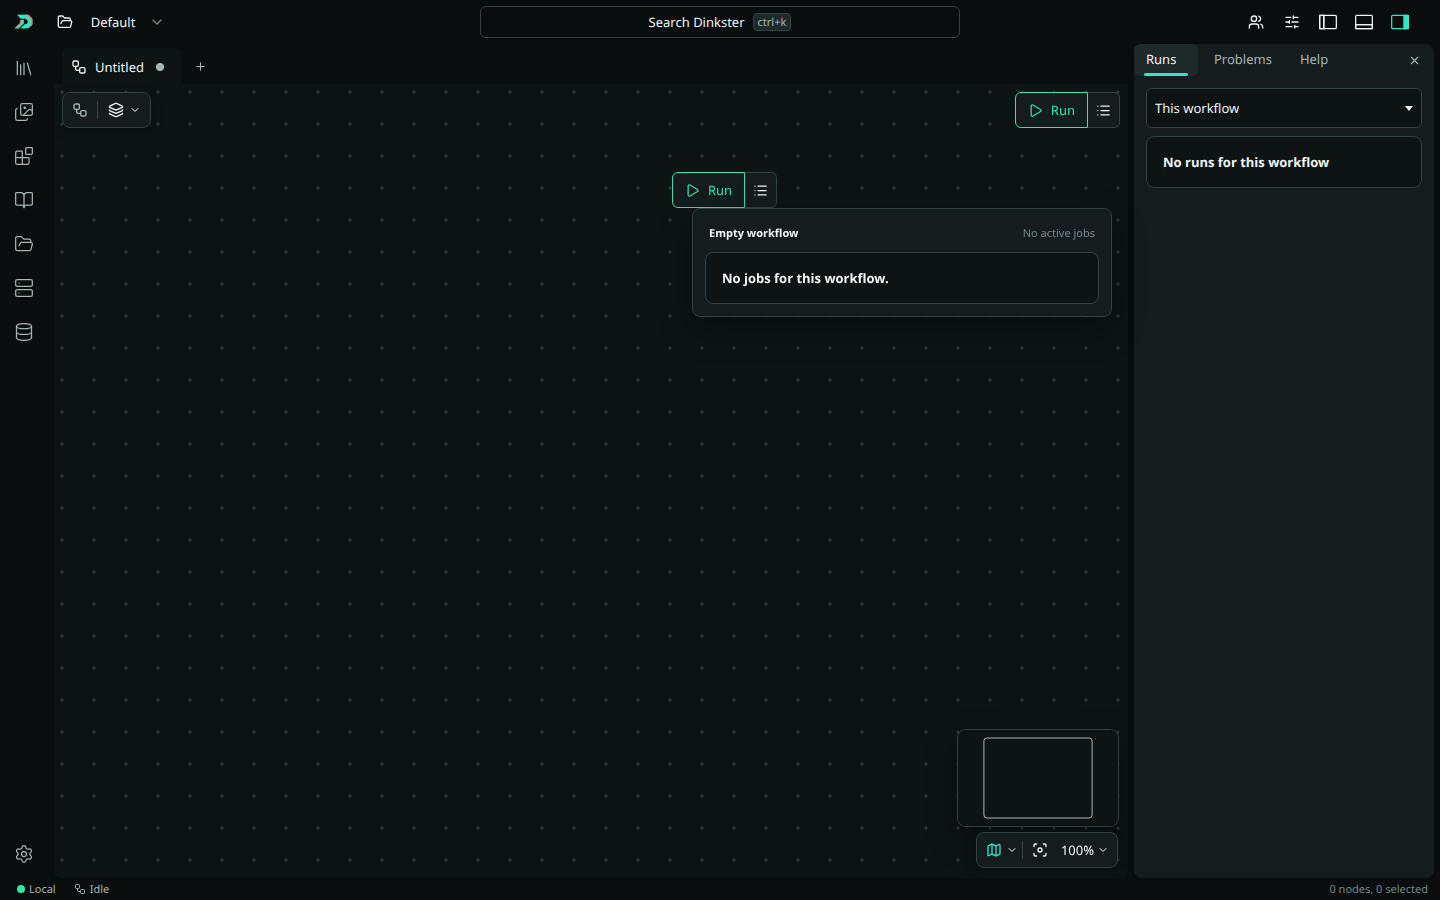 Default
Search Dinkster ctrl+k
Untitled
Runs Problems Help
Run
This workflow
No runs for this workflow
Run
Empty workflow No active jobs
No jobs for this workflow.
100%
Local Idle
0 nodes, 0 selected